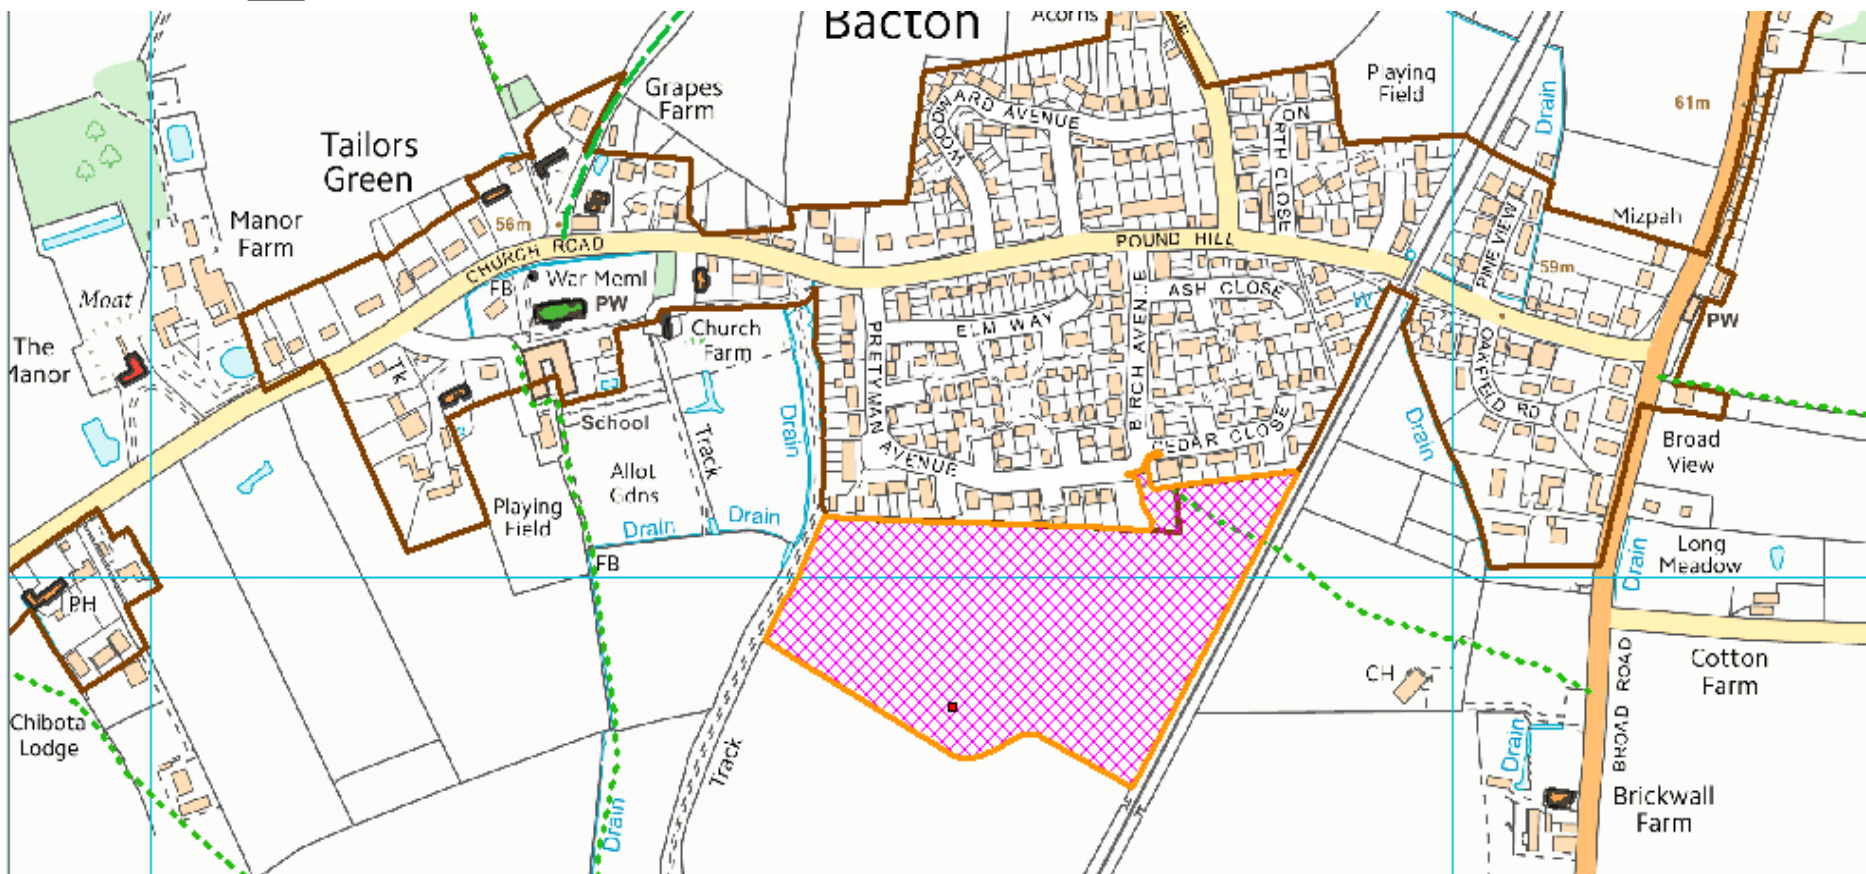 Bacton
Acorns
Playing
Field
Drain
61m
Grapes
Farm
Tailors
Green
WOODWARD AVENUE
NORTH CLOSE
Manor
Farm
56m
CHURCH ROAD
POUND HILL
PINE VIEW
Mizpah
59m
Moat
FB
War Meml
PW
ASH CLOSE
ELM WAY
BIRCH AVENUE
PW
The
Manor
Tk
Church
Farm
PRETYMAN AVENUE
OAKFIELD RD
School
Drain
Track
CEDAR CLOSE
Drain
Broad
View
Allot
Gdns
Playing
Field
Drain
Drain
FB
Long
Meadow
Drain
PH
CH
Cotton
Farm
BROAD ROAD
Chibota
Lodge
Track
Drain
Drain
Brickwall
Farm